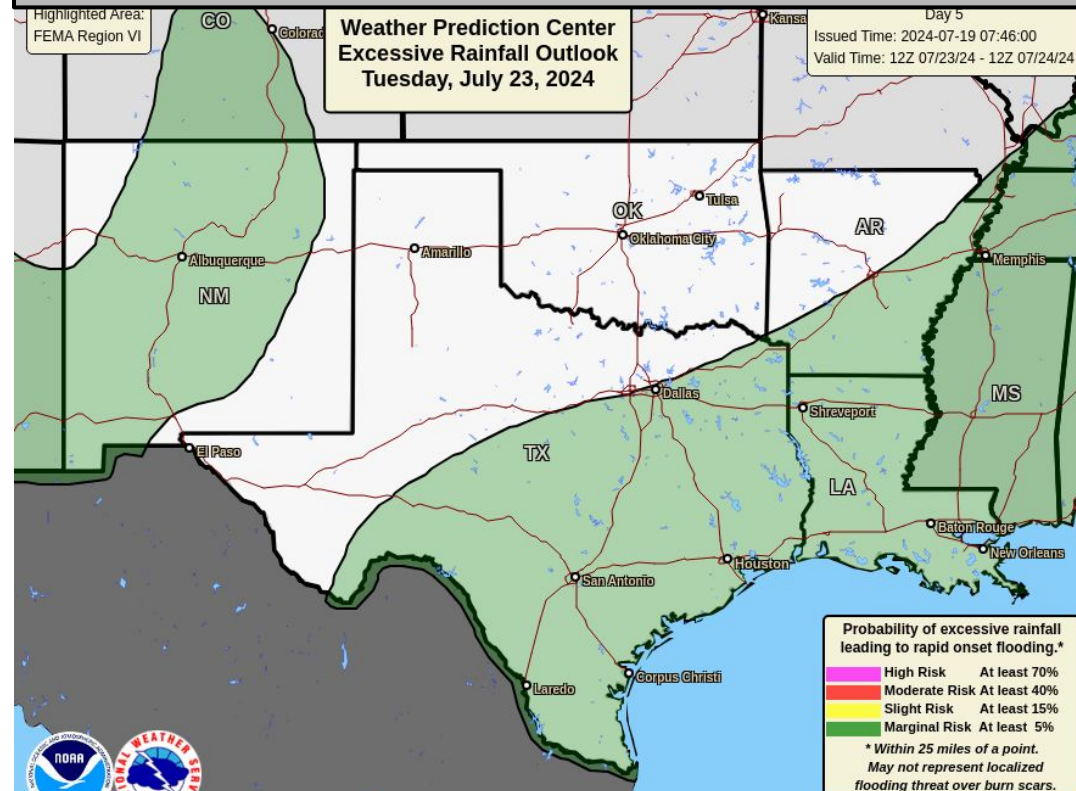 Highlighted Area:
FEMA Region VI
Weather Prediction Center
Excessive Rainfall Outlook
Tuesday, July 23, 2024
Day 5
Issued Time: 2024-07-19 07:46:00
Valid Time: 12Z 07/23/24 - 12Z 07/24/24
CO
Colorad
Kansa
Tulsa
OK
Oklahoma City
AR
Amarillo
Albuquerque
Memphis
NM
Dallas
MS
Shreveport
El Paso
TX
LA
Baton Rouge
New Orleans
Houston
San Antonio
Corpus Christi
Laredo
Probability of excessive rainfall
leading to rapid onset flooding.*
High Risk At least 70%
Moderate Risk At least 40%
Slight Risk At least 15%
Marginal Risk At least 5%
* Within 25 miles of a point.
May not represent localized
flooding threat over burn scars.
NOAA
WEATHER SERV